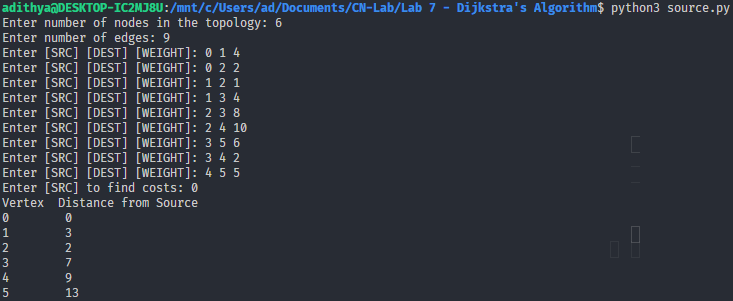 adithya@DESKTOP-IC2MJ8U:/mnt/c/Users/ad/Documents/CN-Lab/Lab 7 - Dijkstra's Algorithm$ python3 source.py
Enter number of nodes in the topology: 6
Enter number of edges: 9
Enter [SRC] [DEST] [WEIGHT]: 0 1 4
Enter [SRC] [DEST] [WEIGHT]: 0 2 2
Enter [SRC] [DEST] [WEIGHT]: 1 2 1
Enter [SRC] [DEST] [WEIGHT]: 1 3 4
Enter [SRC] [DEST] [WEIGHT]: 2 3 8
Enter [SRC] [DEST] [WEIGHT]: 2 4 10
Enter [SRC] [DEST] [WEIGHT]: 3 5 6
Enter [SRC] [DEST] [WEIGHT]: 3 4 2
Enter [SRC] [DEST] [WEIGHT]: 4 5 5
Enter [SRC] to find costs: 0
Vertex  Distance from Source
0        0
1        3
2        2
3        7
4        9
5        13